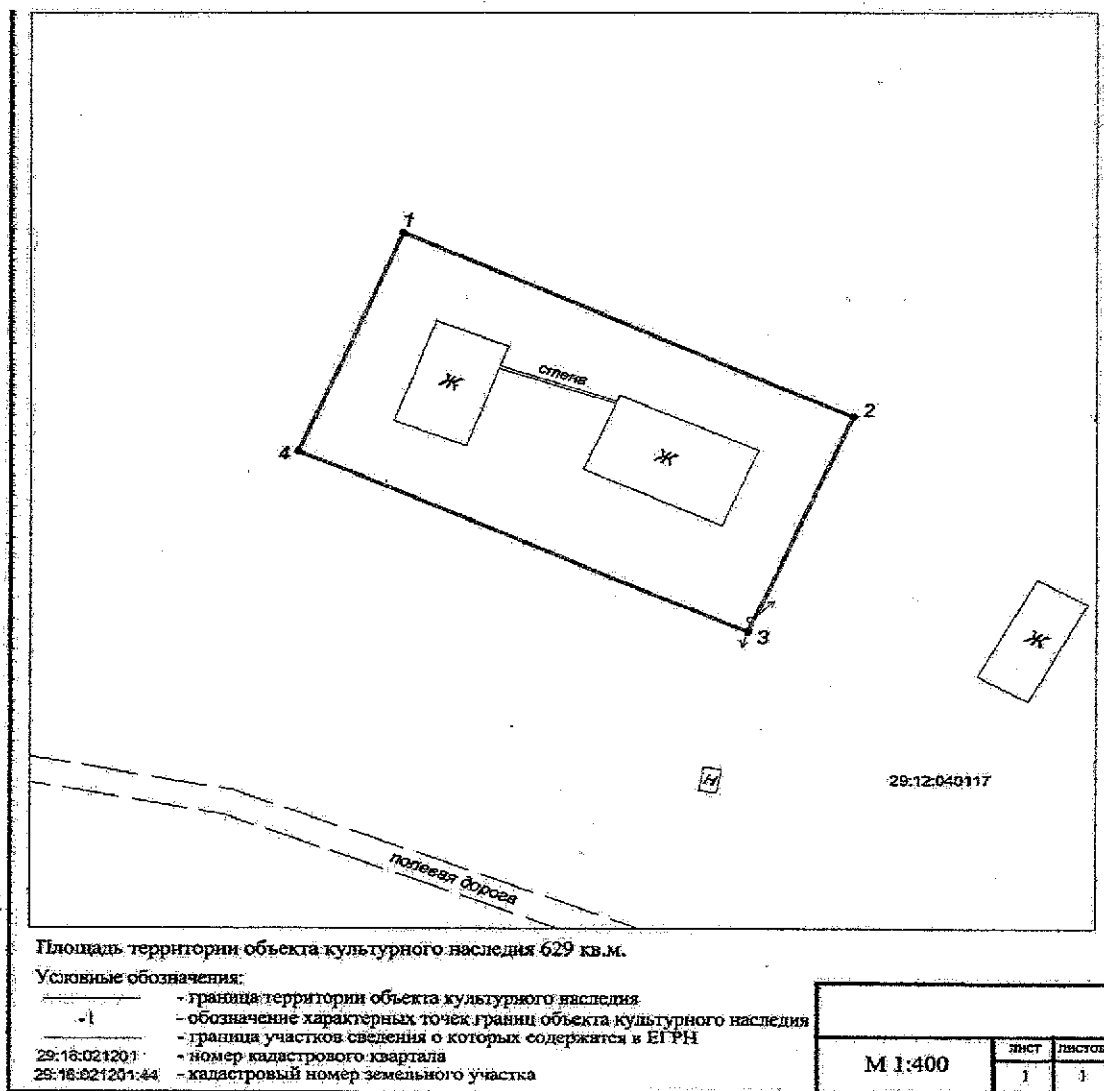 1
2
Ж
стена
Ж
4
3
Ж
Н
29:12:040117
полевая дорога
Площадь территории объекта культурного наследия 629 кв.м.
Условные обозначения:
- граница территории объекта культурного наследия
-1 - обозначение характерных точек границ объекта культурного наследия
- граница участков сведения о которых содержатся в ЕГРН
29:16:021201 - номер кадастрового квартала
29:16:021201:44 - кадастровый номер земельного участка
М 1:400
лист листов
1 1